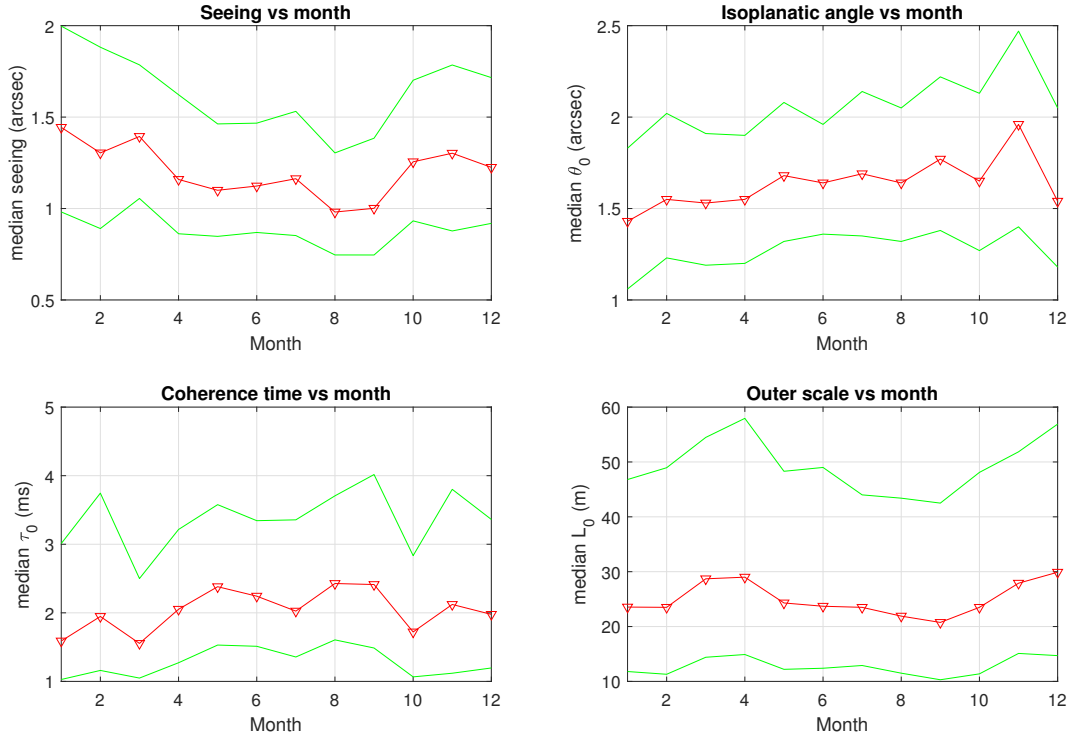 Seeing vs month
median seeing (arcsec)
2
1.5
1
0.5
2 4 6 8 10 12
Month
Isoplanatic angle vs month
median θ_0 (arcsec)
2.5
2
1.5
1
2 4 6 8 10 12
Month
Coherence time vs month
median τ_0 (ms)
5
4
3
2
1
2 4 6 8 10 12
Month
Outer scale vs month
median L_0 (m)
60
50
40
30
20
10
2 4 6 8 10 12
Month